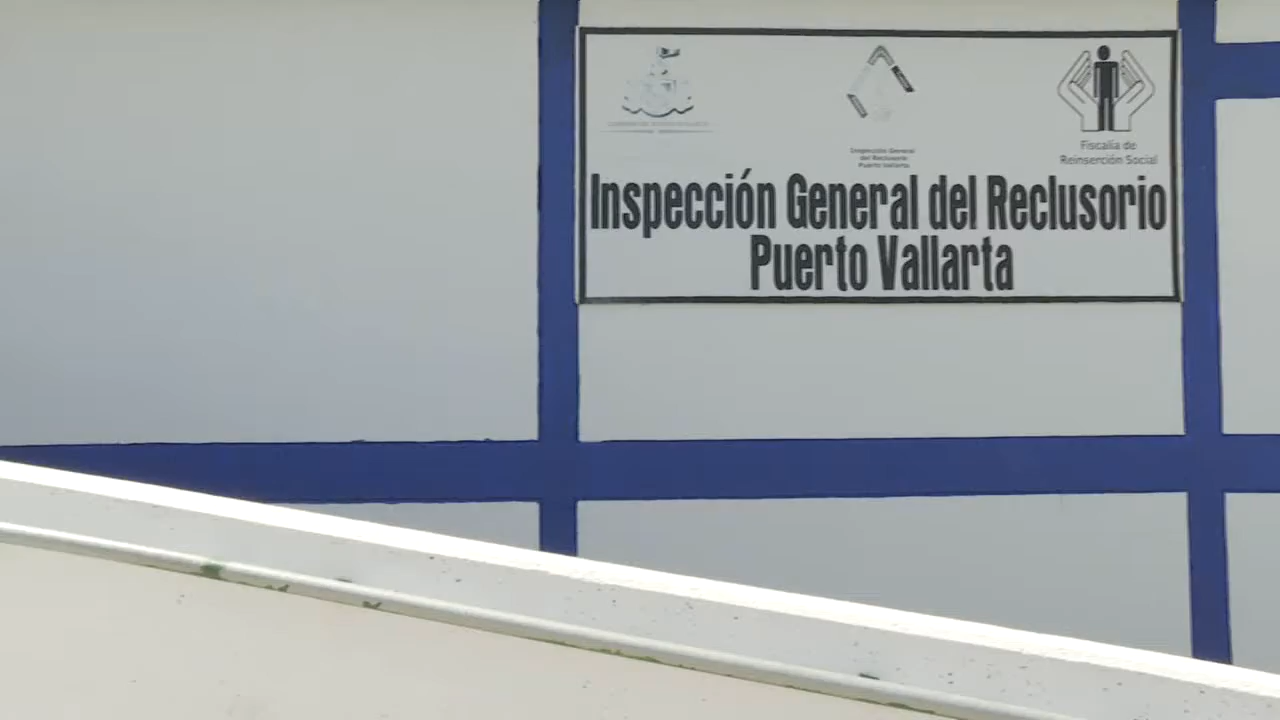 Inspección General
del Reclusorio
Puerto Vallarta
Fiscalía de
Reinserción Social
Inspección General del Reclusorio
Puerto Vallarta